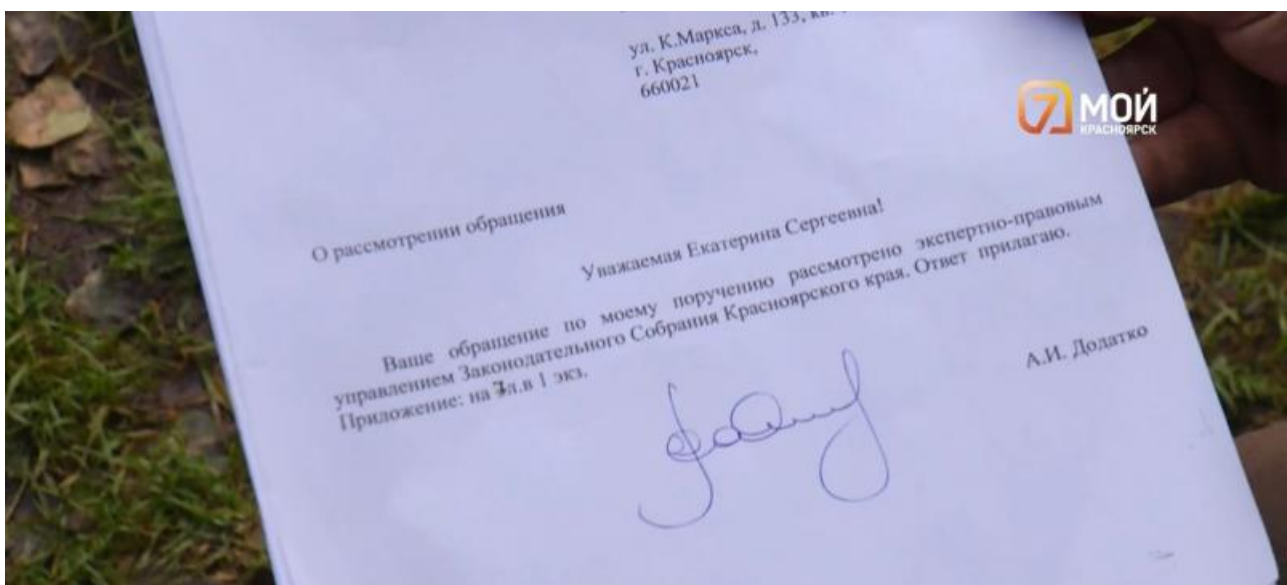 ул. К.Маркса, д. 133, кв.
г. Красноярск,
660021
7 МОЙ
КРАСНОЯРСК
О рассмотрении обращения
Уважаемая Екатерина Сергеевна!
Ваше обращение по моему поручению рассмотрено экспертно-правовым
управлением Законодательного Собрания Красноярского края. Ответ прилагаю.
Приложение: на л.в 1 экз.
А.И. Додатко